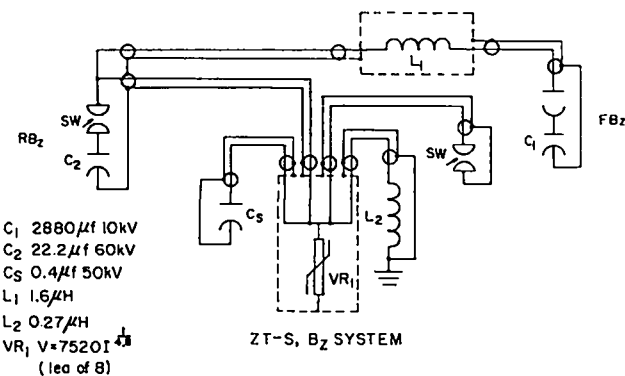 L₁
SW
RBz
C₂
SW
C₁
FBz
Cs
L₂
VR₁
C₁ 2880μf 10kV
C₂ 22.2μf 60kV
Cs 0.4μf 50kV
L₁ 1.6μH
L₂ 0.27μH
VR₁ V=7520I
(1ea of 8)
ZT-S, Bz SYSTEM